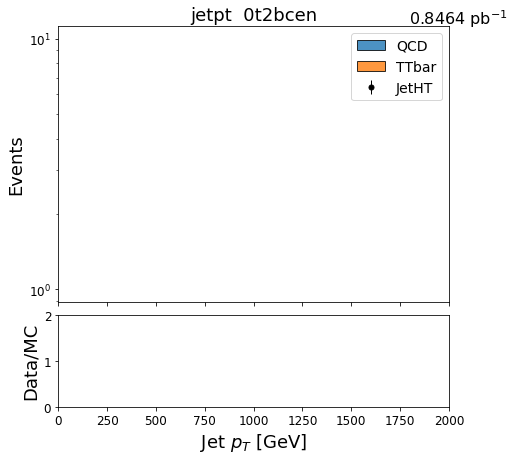 jetpt 0t2bcen
0.8464 pb⁻¹
10¹
QCD
TTbar
JetHT
Events
10⁰
2
Data/MC
1
0
0 250 500 750 1000 1250 1500 1750 2000
Jet p_T [GeV]